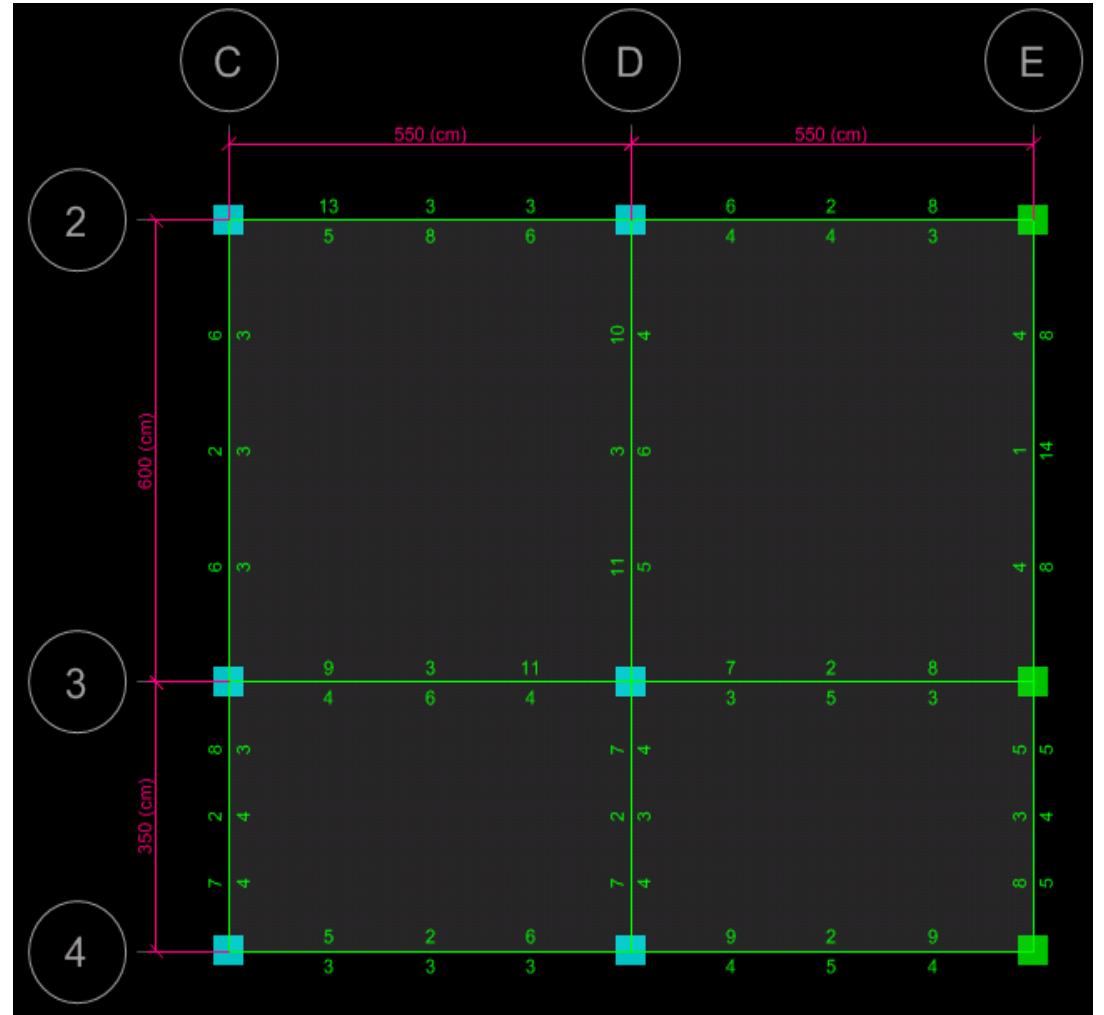 C D E
550 (cm) 550 (cm)
2
13 3 3 6 2 8
5 8 6 4 4 3
6 3 10 4 4 8
600 (cm)
2 3 3 6 1 14
6 3 11 5 4 8
9 3 11 7 2 8
3
4 6 4 3 5 3
8 3 7 4 5 5
350 (cm)
2 4 2 3 3 4
7 4 7 4 8 5
5 2 6 9 2 9
4
3 3 3 4 5 4